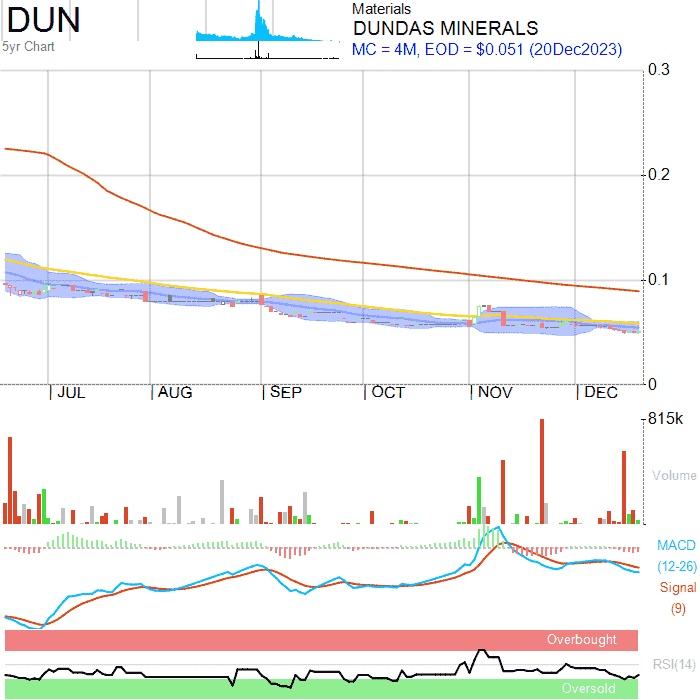 DUN
5yr Chart
Materials
DUNDAS MINERALS
MC = 4M, EOD = $0.051 (20Dec2023)
0.3
0.2
0.1
0
JUL AUG SEP OCT NOV DEC
815k
Volume
MACD
(12-26)
Signal
(9)
Overbought
RSI(14)
Oversold